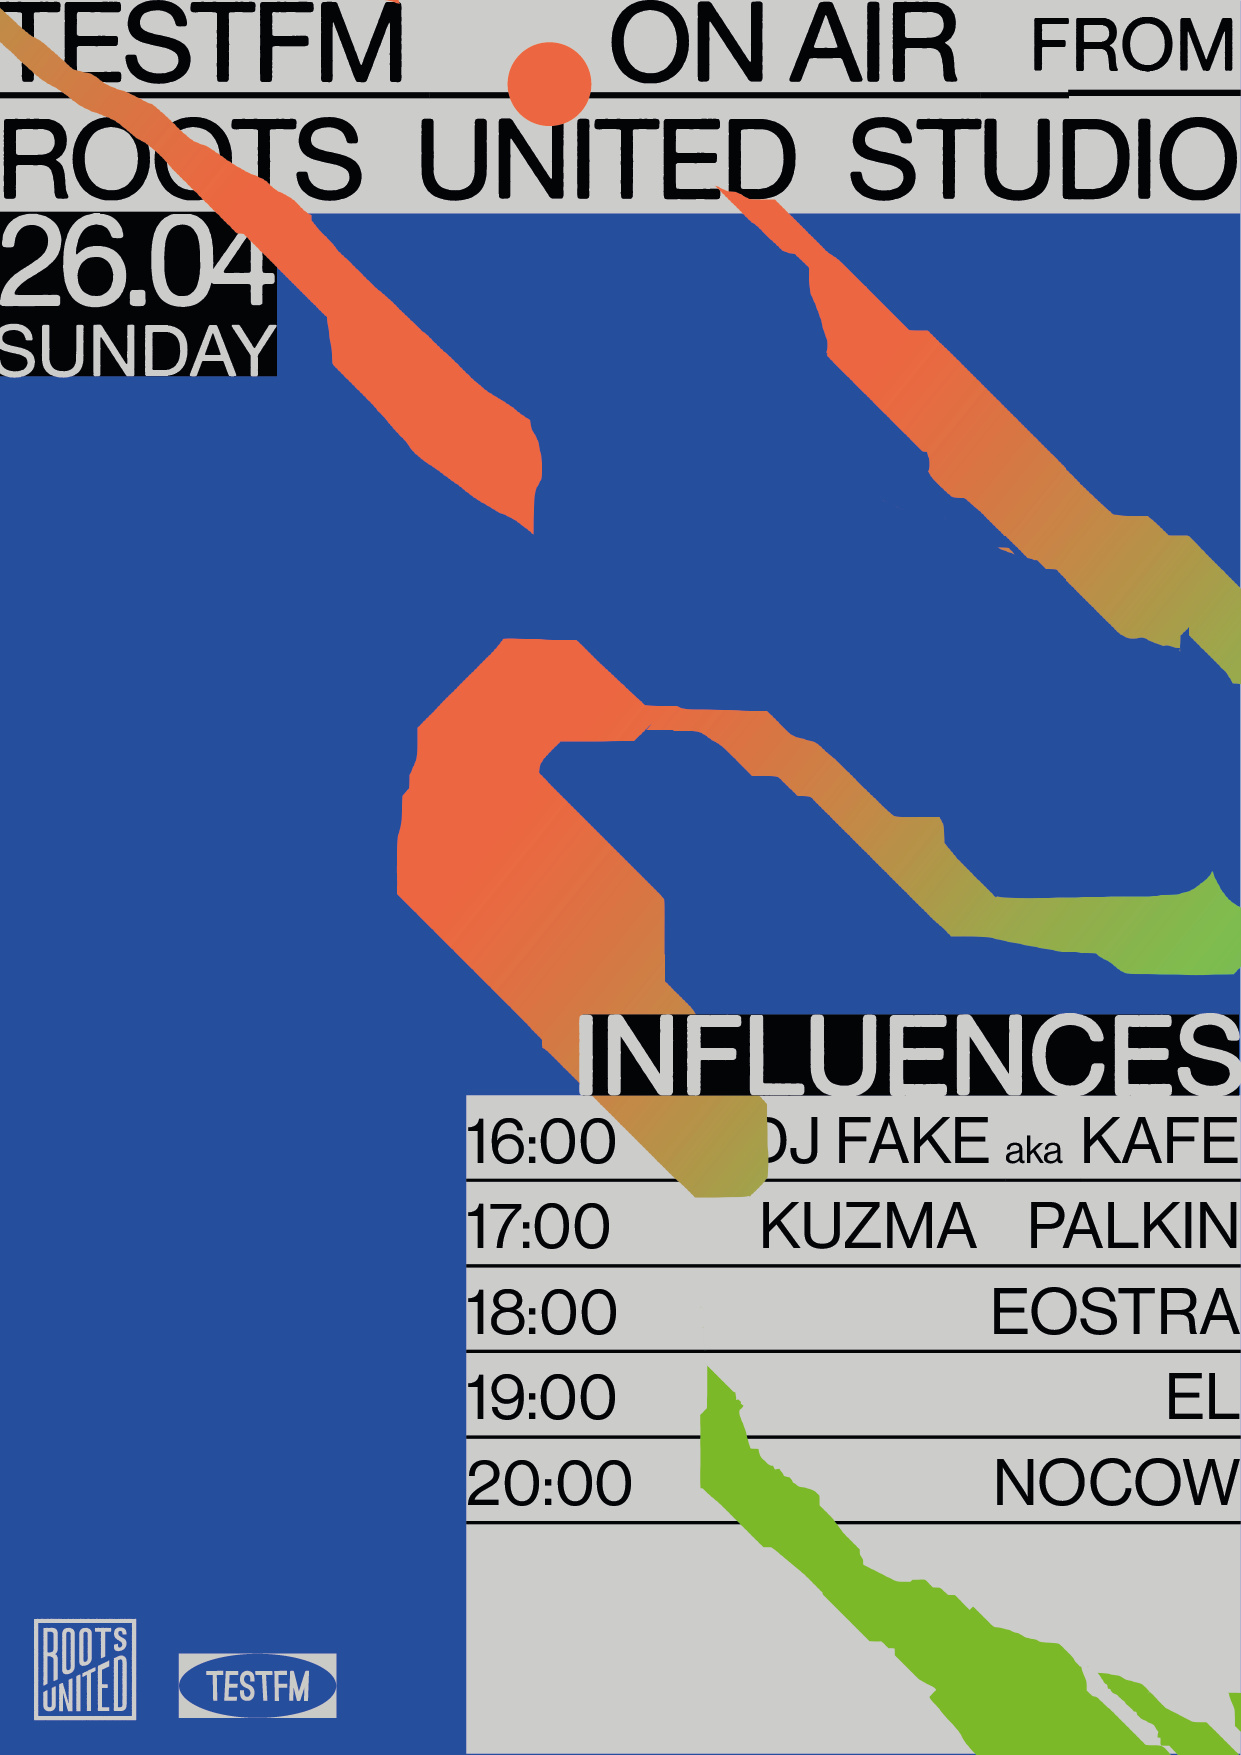 TESTFM ON AIR FROM
ROOTS UNITED STUDIO
26.04
SUNDAY
INFLUENCES
16:00 DJ FAKE aka KAFE
17:00 KUZMA PALKIN
18:00 EOSTRA
19:00 EL
20:00 NOCOW
ROOTS
UNITED
TESTFM